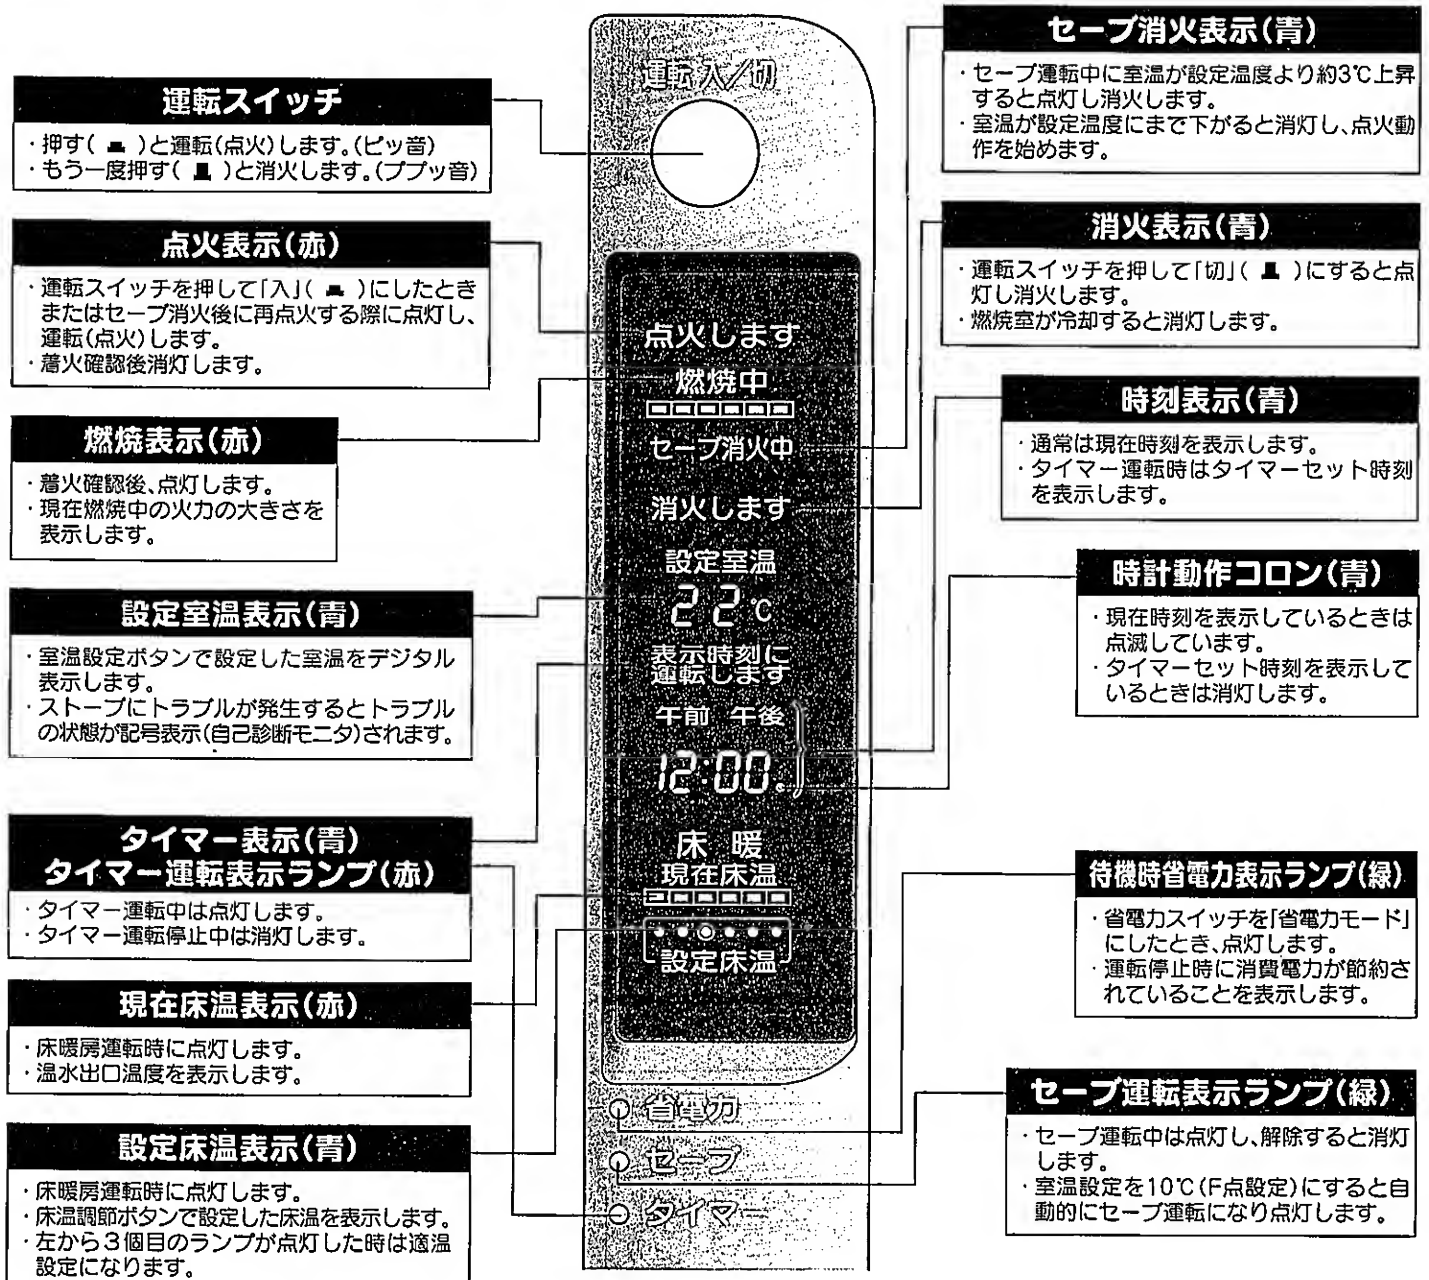 運転スイッチ
・押す( )と運転(点火)します。(ピッ音)
・もう一度押す( )と消火します。(ププッ音)
点火表示(赤)
・運転スイッチを押して「入」( )にしたとき
またはセーブ消火後に再点火する際に点灯し、
運転(点火)します。
・着火確認後消灯します。
燃焼表示(赤)
・着火確認後、点灯します。
・現在燃焼中の火力の大きさを
表示します。
設定室温表示(青)
・室温設定ボタンで設定した室温をデジタル
表示します。
・ストーブにトラブルが発生するとトラブル
の状態が記号表示(自己診断モニタ)されます。
タイマー表示(青)
タイマー運転表示ランプ(赤)
・タイマー運転中は点灯します。
・タイマー運転停止中は消灯します。
現在床温表示(赤)
・床暖房運転時に点灯します。
・温水出口温度を表示します。
設定床温表示(青)
・床暖房運転時に点灯します。
・床温調節ボタンで設定した床温を表示します。
・左から3個目のランプが点灯した時は適温
設定になります。
運転 入/切
点火します
燃焼中
セーブ消火中
消火します
設定室温
22℃
表示時刻に
運転します
午前 午後
12:00
床 暖
現在床温
設定床温
省電力
セーブ
タイマー
セーブ消火表示(青)
・セーブ運転中に室温が設定温度より約3℃上昇
すると点灯し消火します。
・室温が設定温度にまで下がると消灯し、点火動
作を始めます。
消火表示(青)
・運転スイッチを押して「切」( )にすると点
灯し消火します。
・燃焼室が冷却すると消灯します。
時刻表示(青)
・通常は現在時刻を表示します。
・タイマー運転時はタイマーセット時刻
を表示します。
時計動作コロン(青)
・現在時刻を表示しているときは
点滅しています。
・タイマーセット時刻を表示して
いるときは消灯します。
待機時省電力表示ランプ(緑)
・省電力スイッチを「省電力モード」
にしたとき、点灯します。
・運転停止時に消費電力が節約さ
れていることを表示します。
セーブ運転表示ランプ(緑)
・セーブ運転中は点灯し、解除すると消灯
します。
・室温設定を10℃(F点設定)にすると自
動的にセーブ運転になり点灯します。